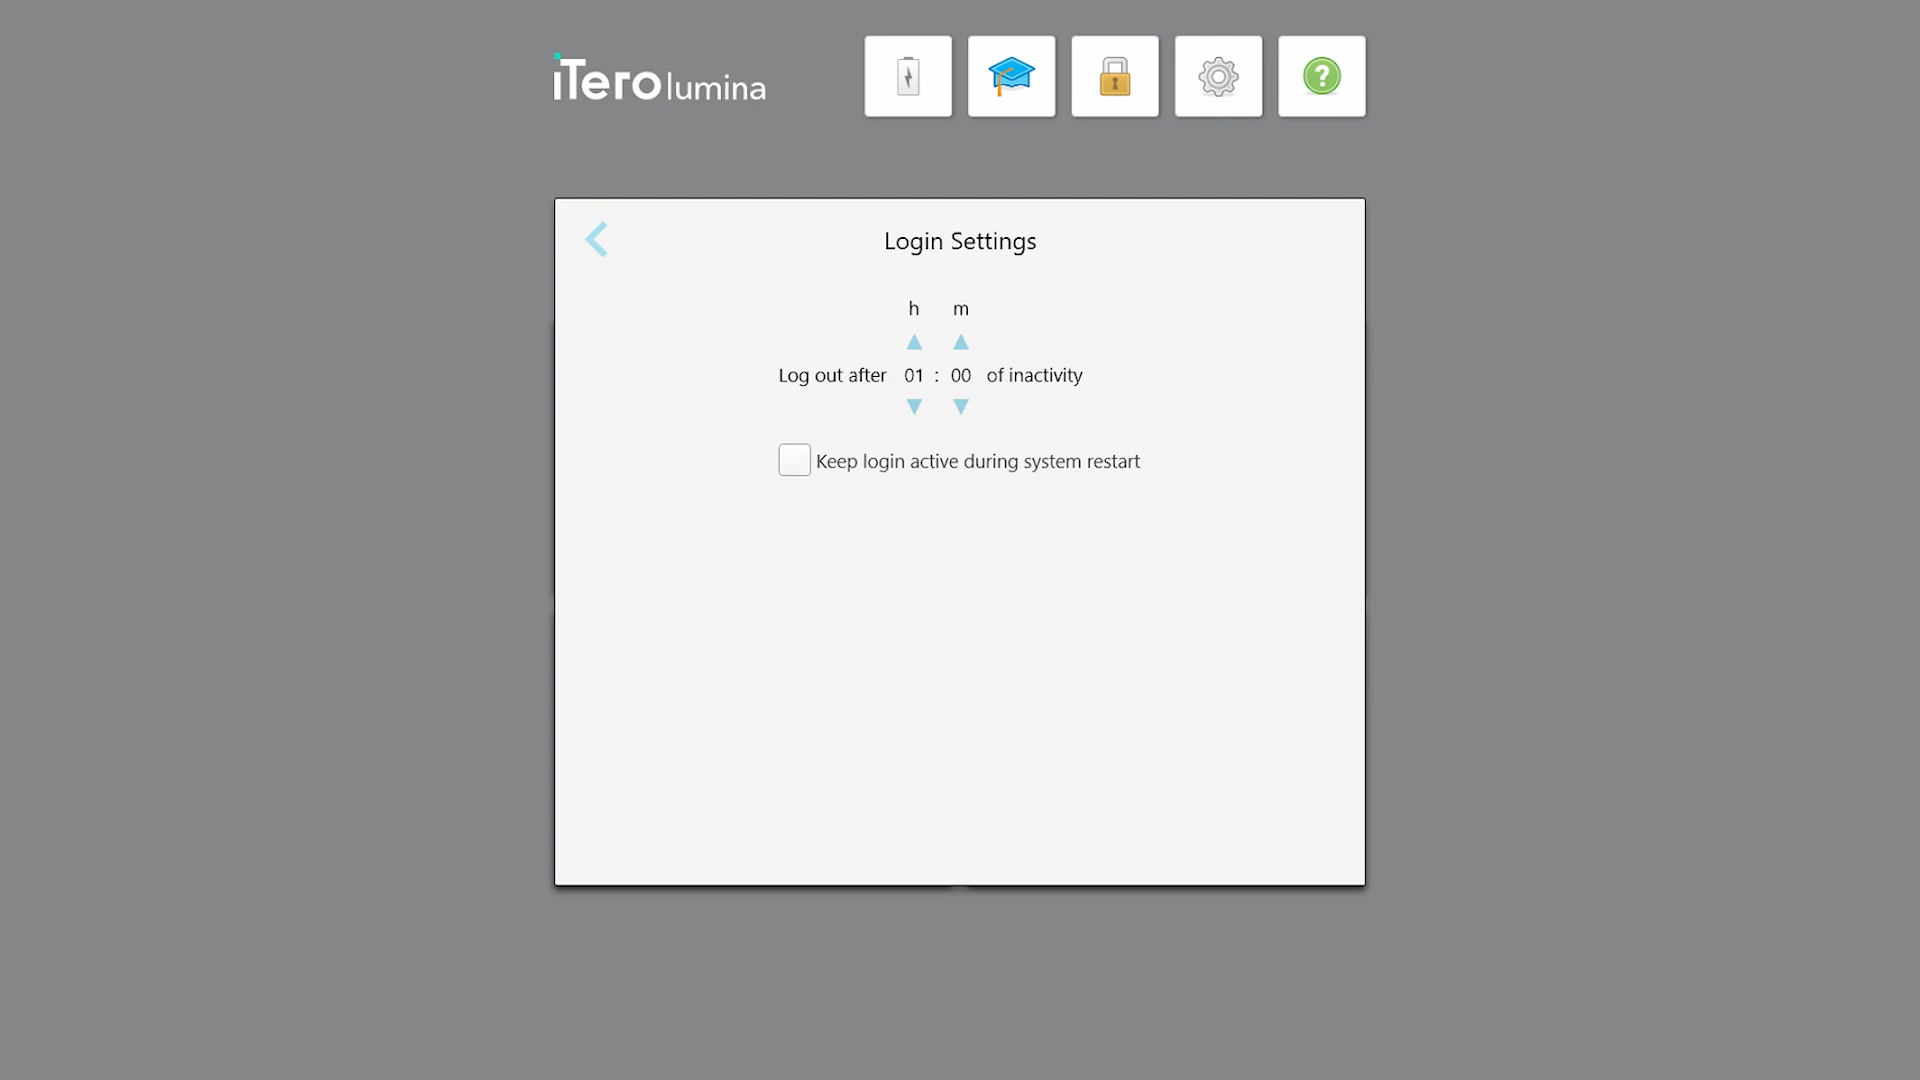 iTero lumina
?
Login Settings
h m
Log out after 01 : 00 of inactivity
Keep login active during system restart